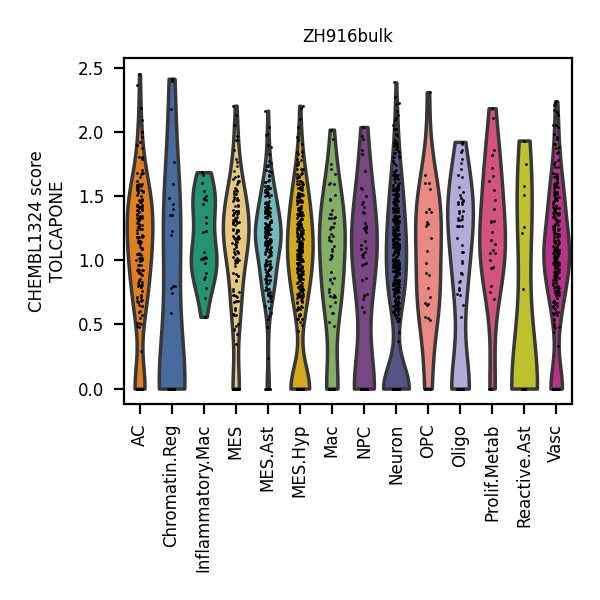 ZH916bulk
CHEMBL1324 score
TOLCAPONE
2.5
2.0
1.5
1.0
0.5
0.0
AC
Chromatin.Reg
Inflammatory.Mac
MES
MES.Ast
MES.Hyp
Mac
NPC
Neuron
OPC
Oligo
Prolif.Metab
Reactive.Ast
Vasc